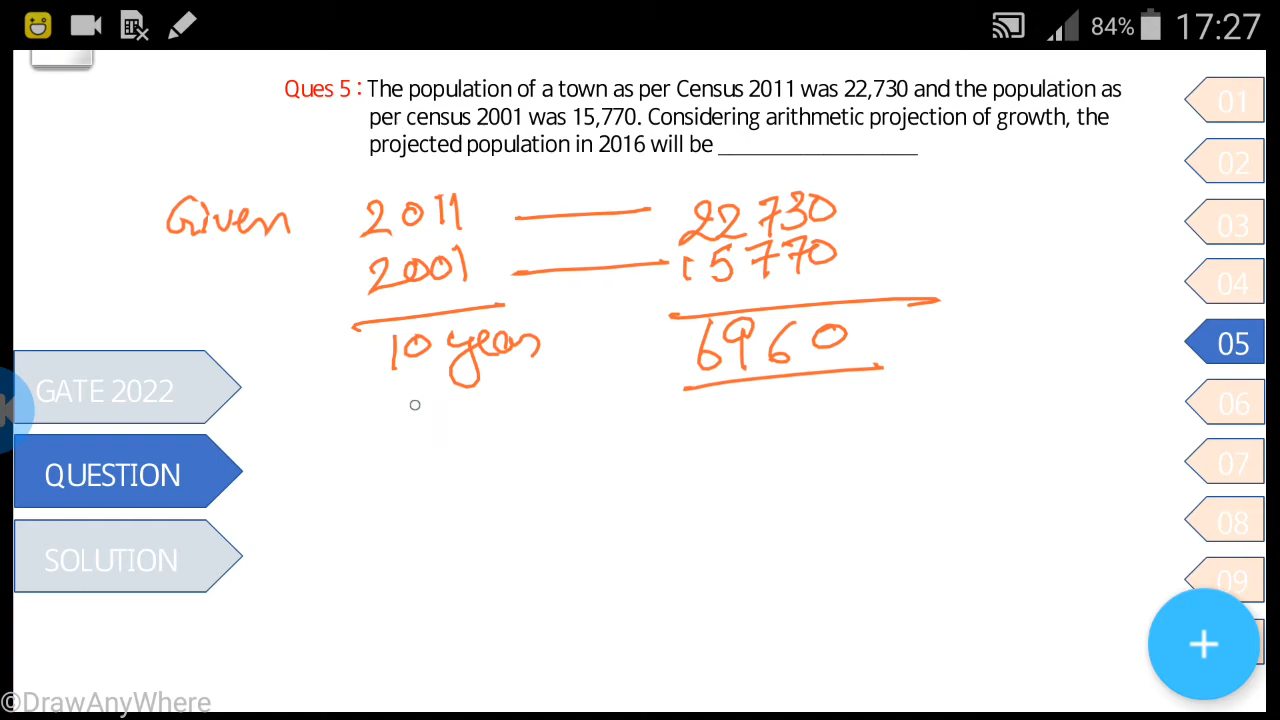 84% 17:27
Ques 5 : The population of a town as per Census 2011 was 22,730 and the population as
per census 2001 was 15,770. Considering arithmetic projection of growth, the
projected population in 2016 will be ____________________
Given 2011 — 22730
2001 — 15770
10 years 6960
GATE 2022
QUESTION
SOLUTION
01
02
03
04
05
06
07
08
09
+
©DrawAnyWhere